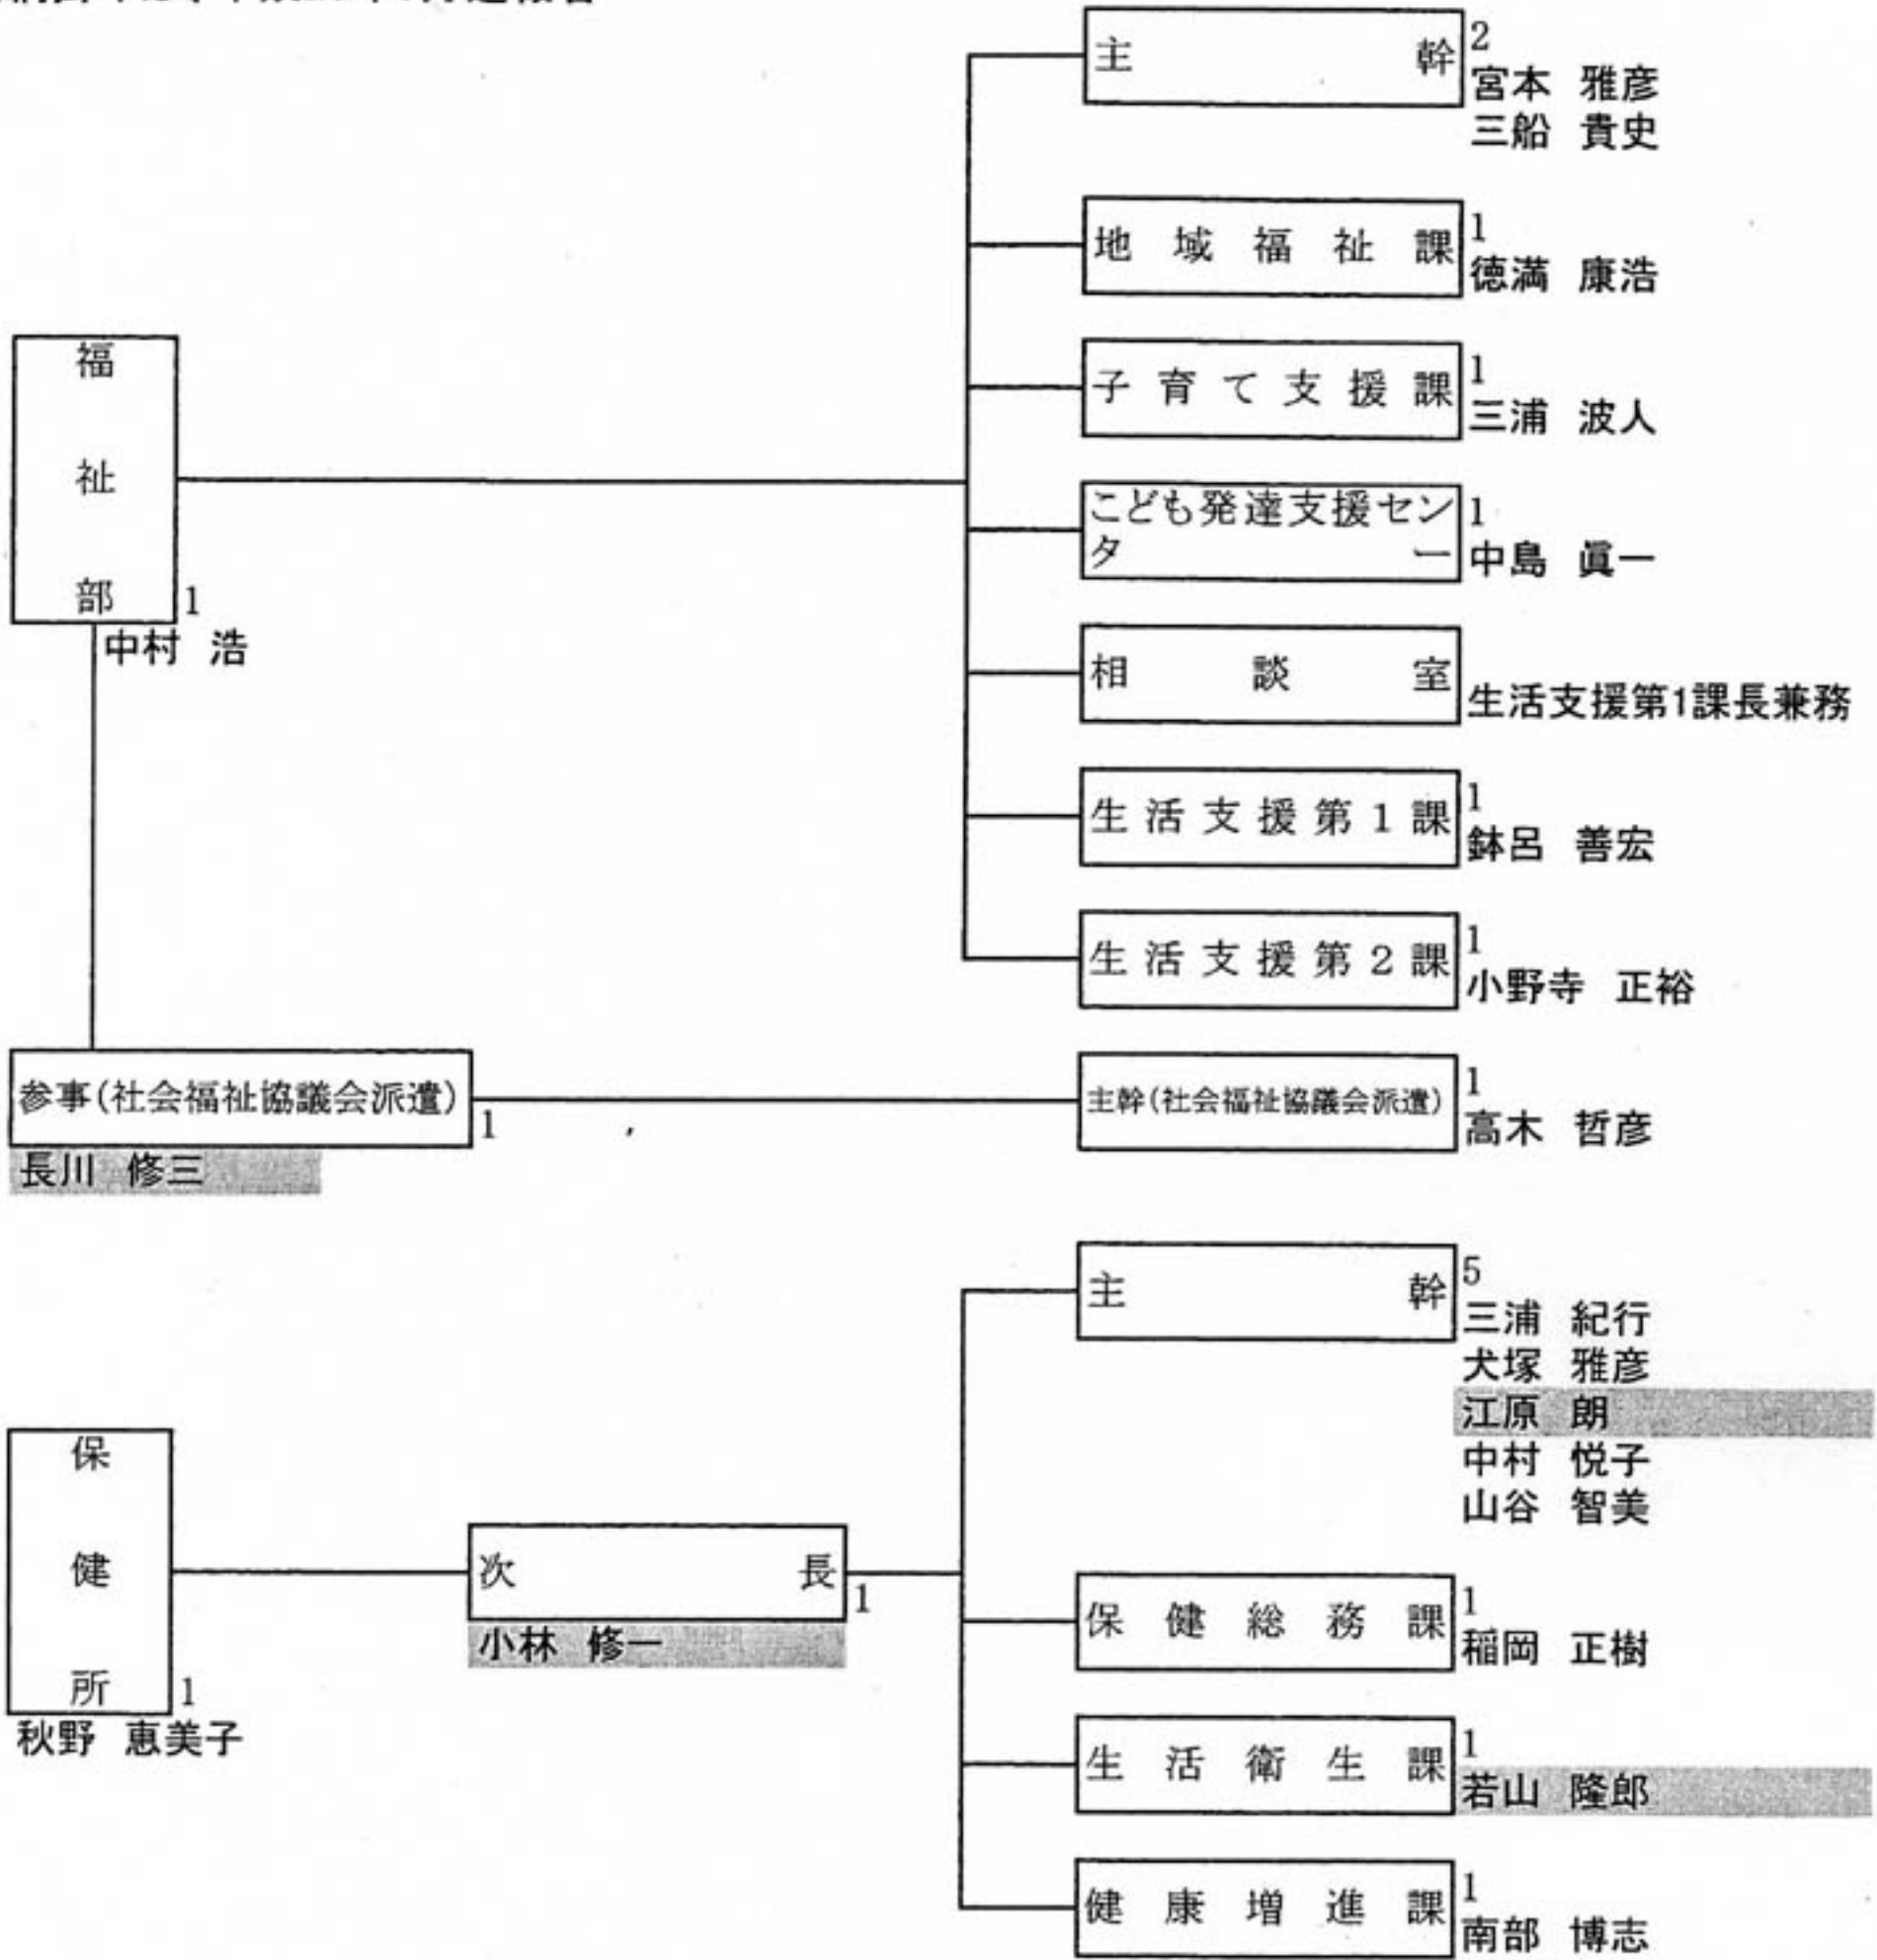 主幹 2
宮本 雅彦
三船 貴史
地域福祉課 1
徳満 康浩
子育て支援課 1
三浦 波人
こども発達支援セン
ター 1
中島 眞一
相談室
生活支援第1課長兼務
生活支援第1課 1
鉢呂 善宏
生活支援第2課 1
小野寺 正裕
福祉部 1
中村 浩
参事(社会福祉協議会派遣) 1
長川 修三
主幹(社会福祉協議会派遣) 1
高木 哲彦
主幹 5
三浦 紀行
犬塚 雅彦
江原 朗
中村 悦子
山谷 智美
保健所 1
秋野 恵美子
次長 1
小林 修一
保健総務課 1
稲岡 正樹
生活衛生課 1
若山 隆郎
健康増進課 1
南部 博志